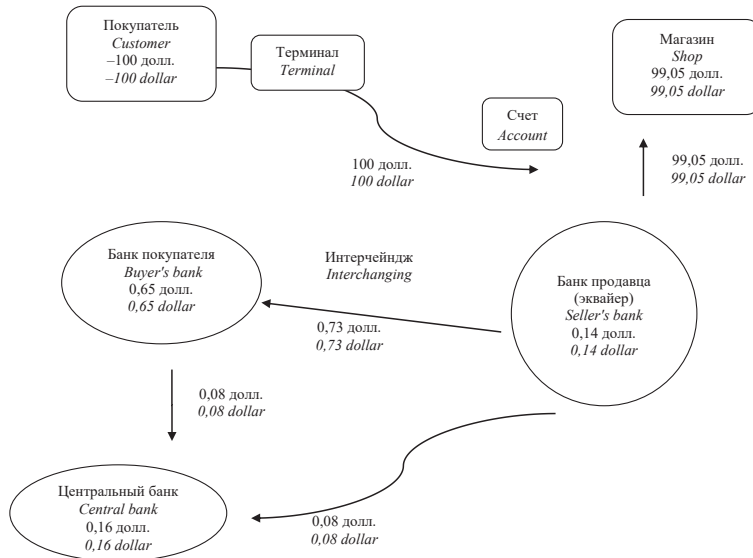 Покупатель
Customer
–100 долл.
–100 dollar
Терминал
Terminal
Магазин
Shop
99,05 долл.
99,05 dollar
Счет
Account
100 долл.
100 dollar
99,05 долл.
99,05 dollar
Банк покупателя
Buyer's bank
0,65 долл.
0,65 dollar
Интерчейндж
Interchanging
Банк продавца
(эквайер)
Seller's bank
0,14 долл.
0,14 dollar
0,73 долл.
0,73 dollar
0,08 долл.
0,08 dollar
Центральный банк
Central bank
0,16 долл.
0,16 dollar
0,08 долл.
0,08 dollar